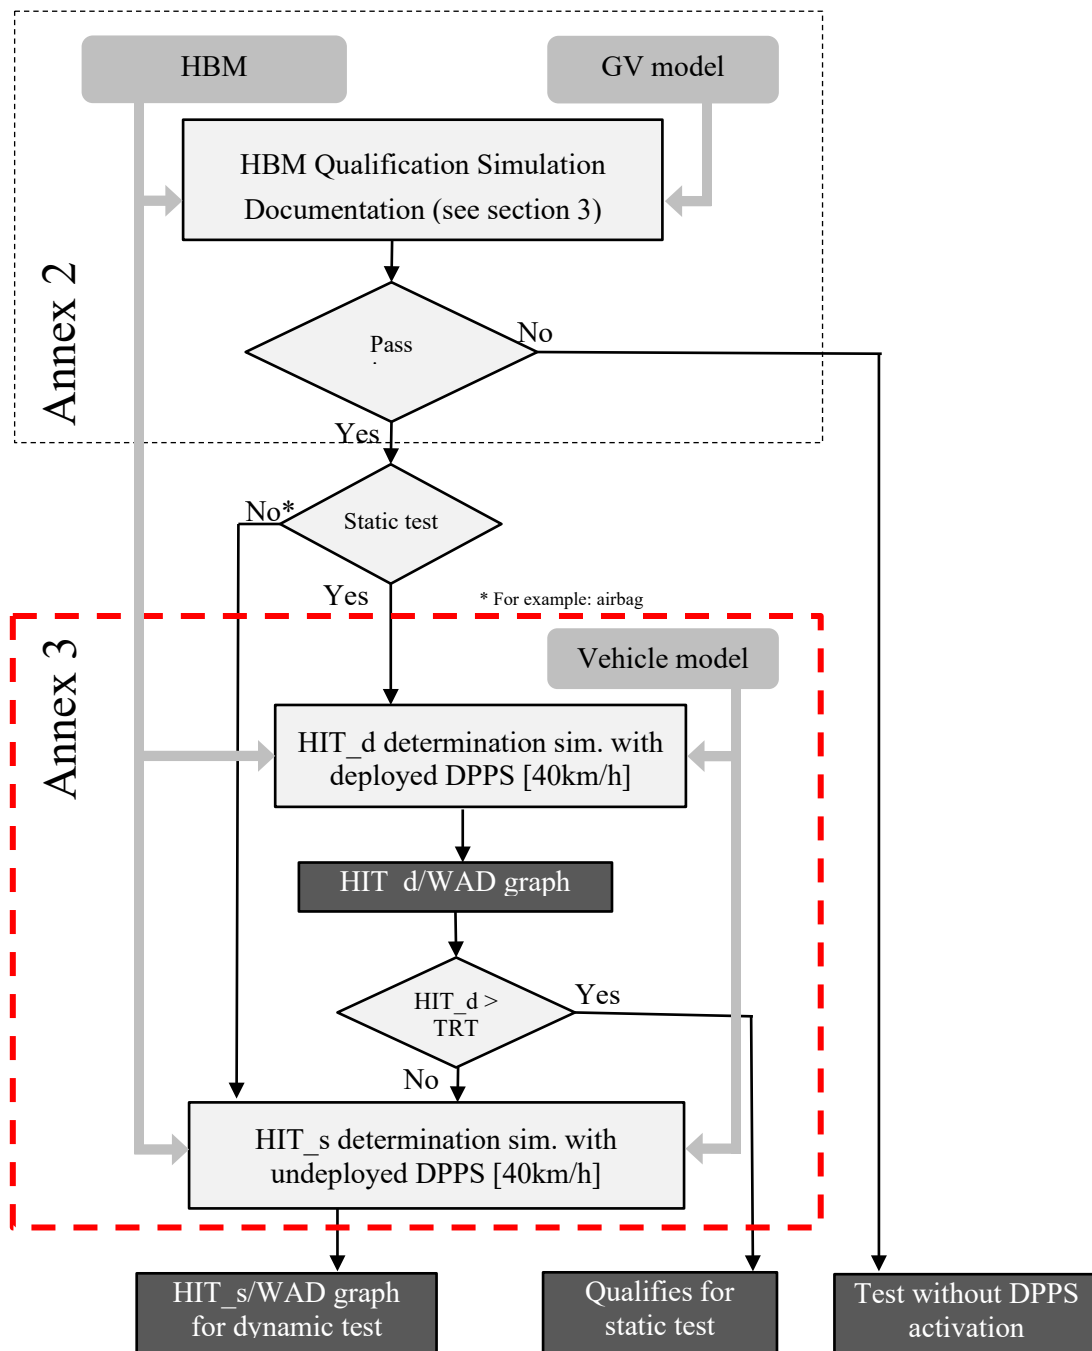 HBM
GV model
HBM Qualification Simulation
Documentation (see section 3)
Annex 2
Pass
No
Yes
Static test
No*
Yes
* For example: airbag
Annex 3
Vehicle model
HIT_d determination sim. with
deployed DPPS [40km/h]
HIT d/WAD graph
HIT_d >
TRT
Yes
No
HIT_s determination sim. with
undeployed DPPS [40km/h]
HIT_s/WAD graph
for dynamic test
Qualifies for
static test
Test without DPPS
activation